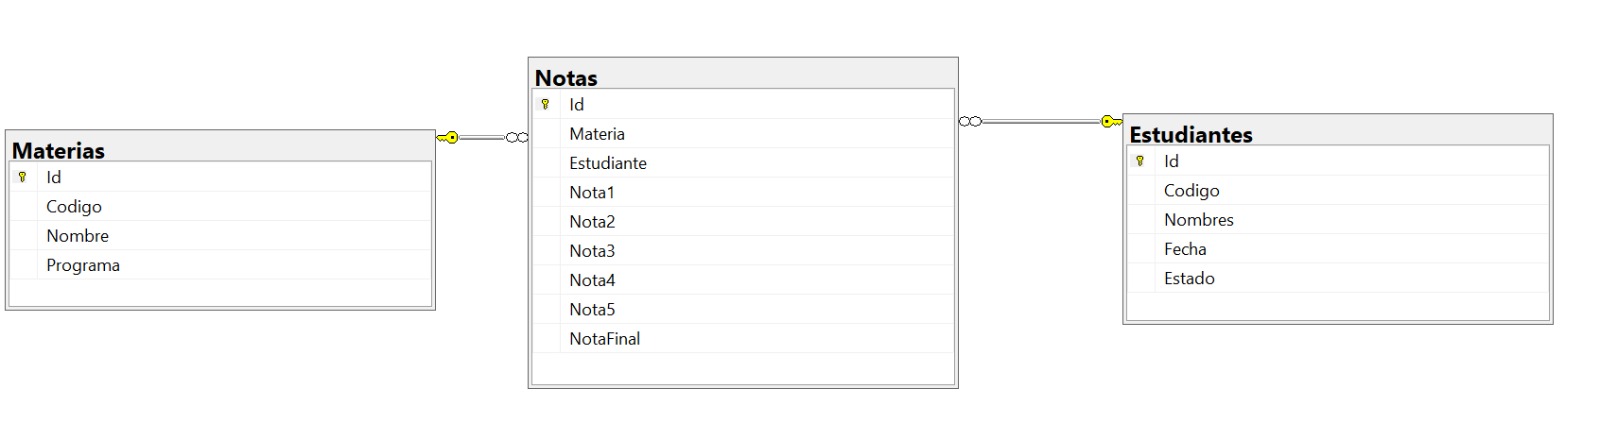 Materias
Id
Codigo
Nombre
Programa
Notas
Id
Materia
Estudiante
Nota1
Nota2
Nota3
Nota4
Nota5
NotaFinal
Estudiantes
Id
Codigo
Nombres
Fecha
Estado